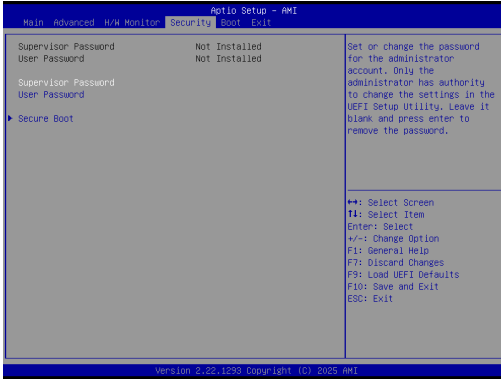 Aptio Setup - AMI
Main Advanced H/W Monitor Security Boot Exit
Supervisor Password Not Installed
User Password Not Installed
Supervisor Password
User Password
Secure Boot
Set or change the password
for the administrator
account. Only the
administrator has authority
to change the settings in the
UEFI Setup Utility. Leave it
blank and press enter to
remove the password.
→←: Select Screen
↑↓: Select Item
Enter: Select
+/-: Change Option
F1: General Help
F7: Discard Changes
F9: Load UEFI Defaults
F10: Save and Exit
ESC: Exit
Version 2.22.1293 Copyright (C) 2025 AMI